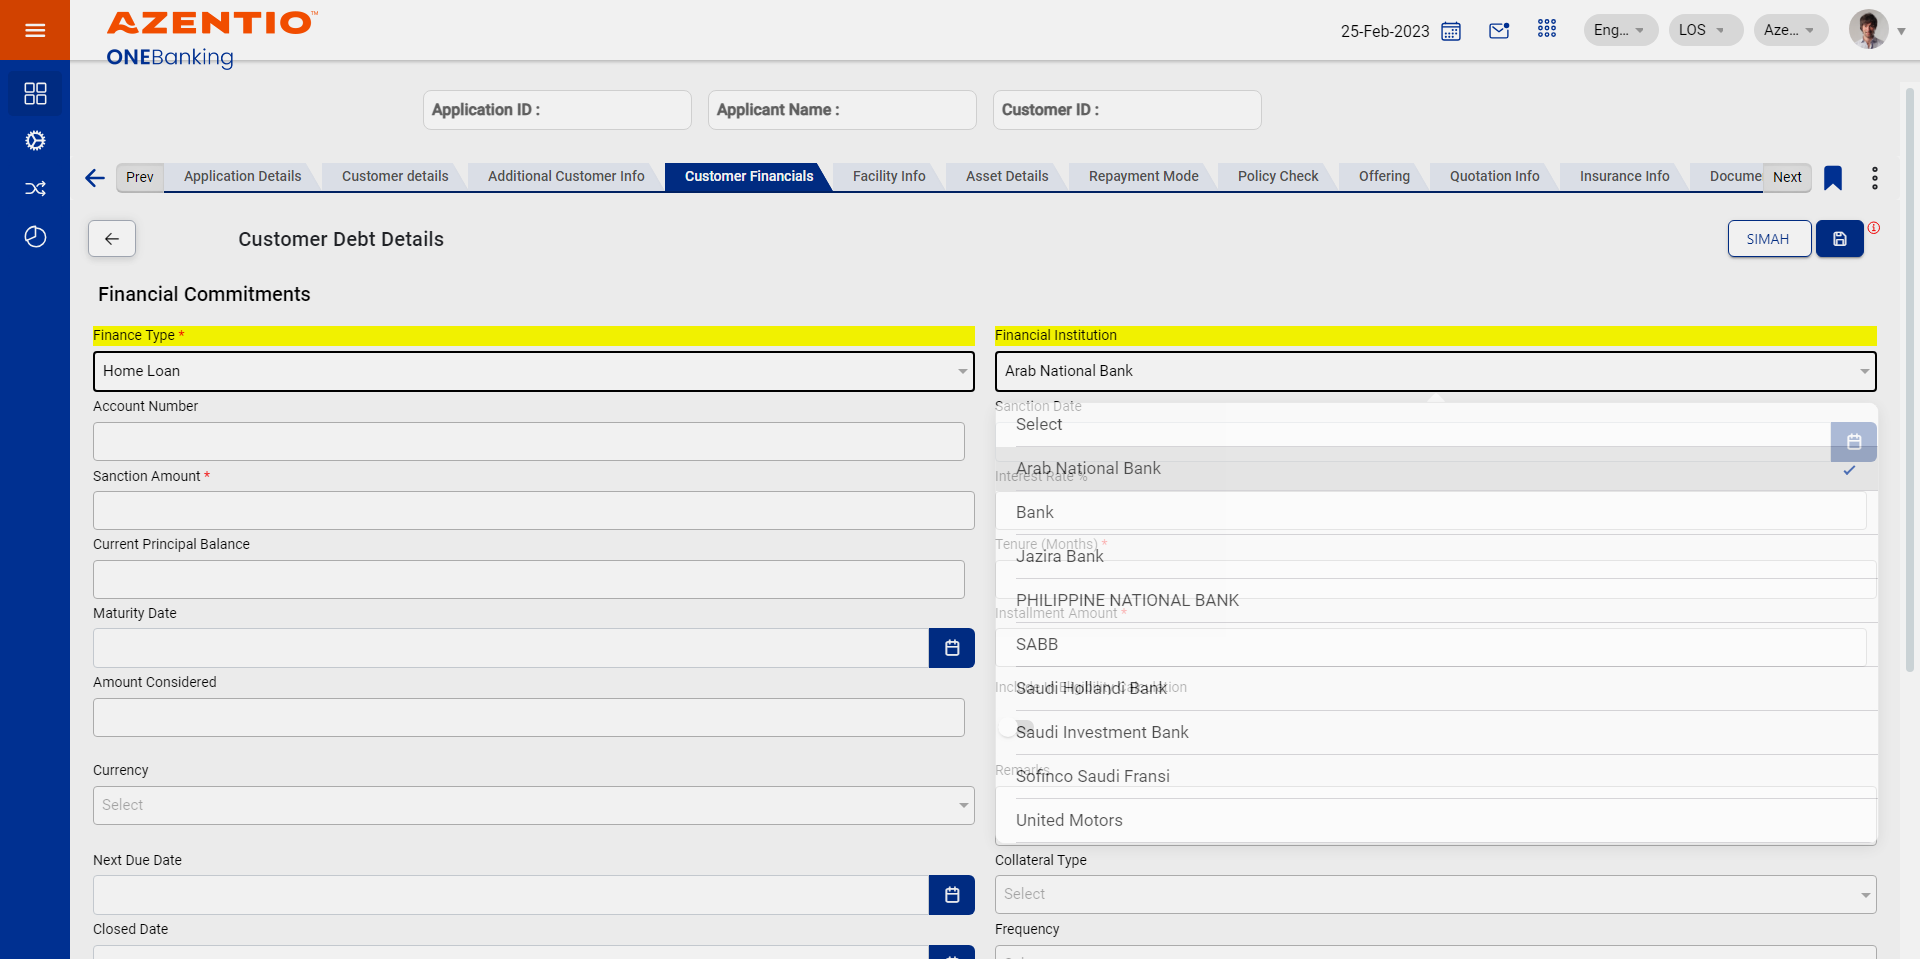 AZENTIO™
ONEBanking
25-Feb-2023
Eng...
LOS
Aze...
Application ID :
Applicant Name :
Customer ID :
Prev
Application Details
Customer details
Additional Customer Info
Customer Financials
Facility Info
Asset Details
Repayment Mode
Policy Check
Offering
Quotation Info
Insurance Info
Docume
Next
Customer Debt Details
SIMAH
Financial Commitments
Finance Type *
Financial Institution
Home Loan
Arab National Bank
Account Number
Sanction Date
Select
Arab National Bank
Sanction Amount *
Interest Rate %
Bank
Current Principal Balance
Tenure (Months) *
Jazira Bank
PHILIPPINE NATIONAL BANK
Maturity Date
Installment Amount *
SABB
Amount Considered
Include In Eligibility Calculation
Saudi Hollandi Bank
Saudi Investment Bank
Currency
Remarks
Sofinco Saudi Fransi
Select
United Motors
Next Due Date
Collateral Type
Select
Closed Date
Frequency